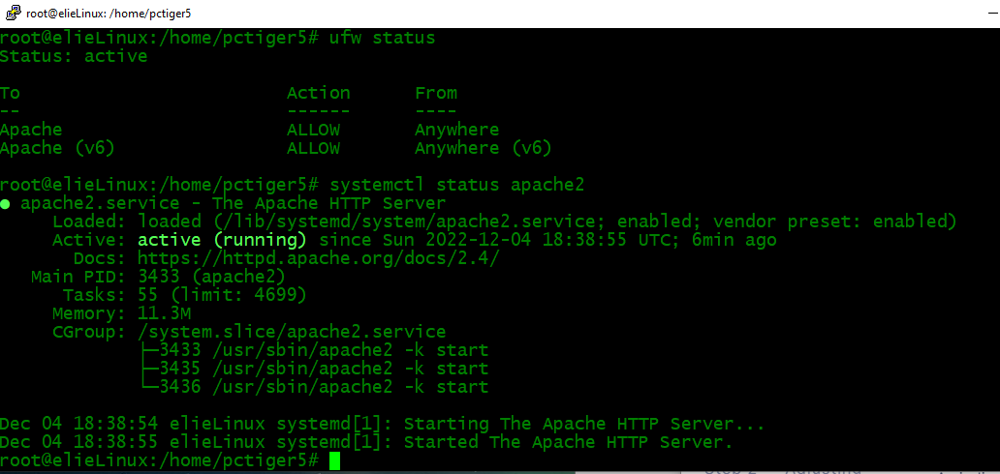 root@elieLinux: /home/pctiger5
root@elieLinux:/home/pctiger5# ufw status
Status: active
To                         Action      From
--                         ------      ----
Apache                     ALLOW       Anywhere
Apache (v6)                ALLOW       Anywhere (v6)
root@elieLinux:/home/pctiger5# systemctl status apache2
● apache2.service - The Apache HTTP Server
     Loaded: loaded (/lib/systemd/system/apache2.service; enabled; vendor preset: enabled)
     Active: active (running) since Sun 2022-12-04 18:38:55 UTC; 6min ago
       Docs: https://httpd.apache.org/docs/2.4/
   Main PID: 3433 (apache2)
      Tasks: 55 (limit: 4699)
     Memory: 11.3M
     CGroup: /system.slice/apache2.service
             ├─3433 /usr/sbin/apache2 -k start
             ├─3435 /usr/sbin/apache2 -k start
             └─3436 /usr/sbin/apache2 -k start
Dec 04 18:38:54 elieLinux systemd[1]: Starting The Apache HTTP Server...
Dec 04 18:38:55 elieLinux systemd[1]: Started The Apache HTTP Server.
root@elieLinux:/home/pctiger5#